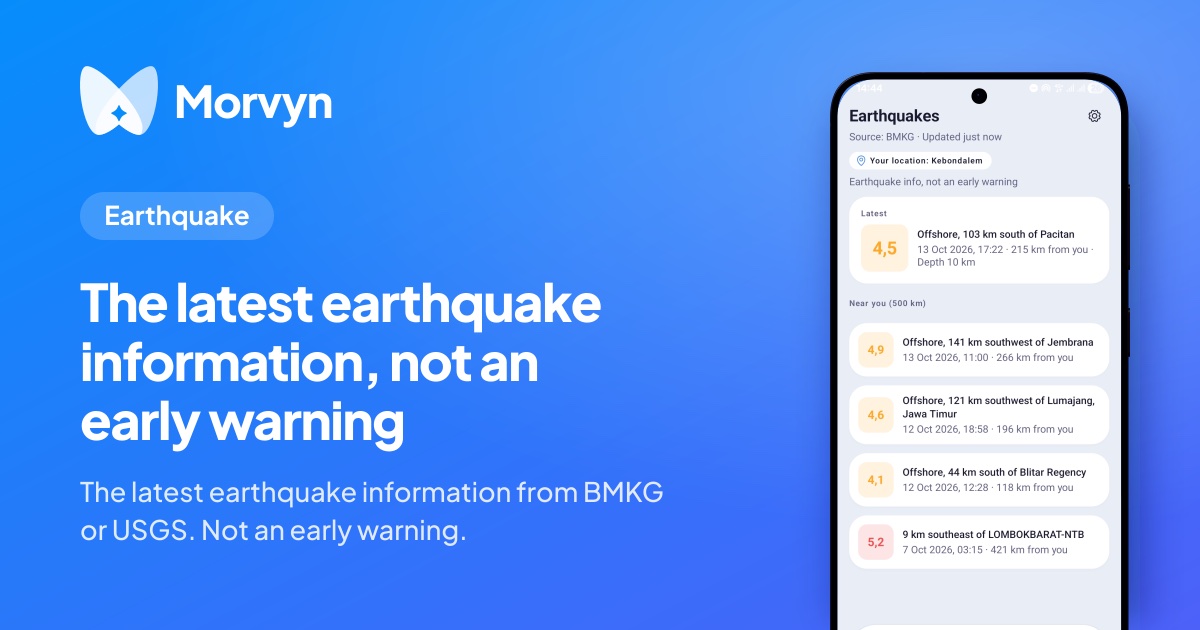 Morvyn
Earthquake
The latest earthquake
information, not an
early warning
The latest earthquake information from BMKG
or USGS. Not an early warning.
14:44
Earthquakes
Source: BMKG · Updated just now
Your location: Kebondalem
Earthquake info, not an early warning
Latest
4,5
Offshore, 103 km south of Pacitan
13 Oct 2026, 17:22 · 215 km from you ·
Depth 10 km
Near you (500 km)
4,9
Offshore, 141 km southwest of Jembrana
13 Oct 2026, 11:00 · 266 km from you
4,6
Offshore, 121 km southwest of Lumajang,
Jawa Timur
12 Oct 2026, 18:58 · 196 km from you
4,1
Offshore, 44 km south of Blitar Regency
12 Oct 2026, 12:28 · 118 km from you
5,2
9 km southeast of LOMBOKBARAT-NTB
7 Oct 2026, 03:15 · 421 km from you